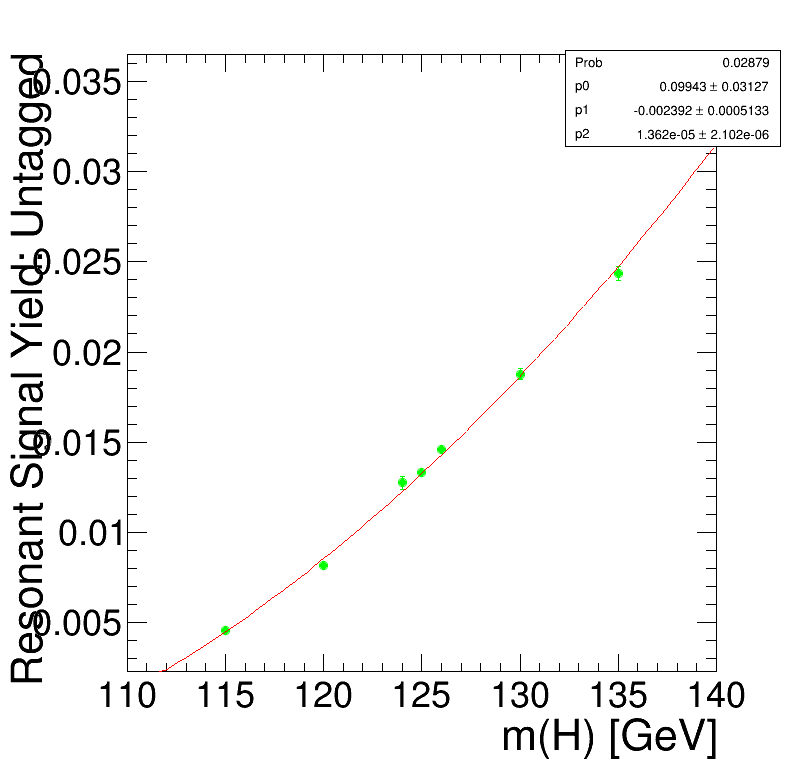 Prob 0.02879
p0 0.09943 ± 0.03127
p1 -0.002392 ± 0.0005133
p2 1.362e-05 ± 2.102e-06
Resonant Signal Yield: Untagged
0.035
0.03
0.025
0.02
0.015
0.01
0.005
110 115 120 125 130 135 140
m(H) [GeV]